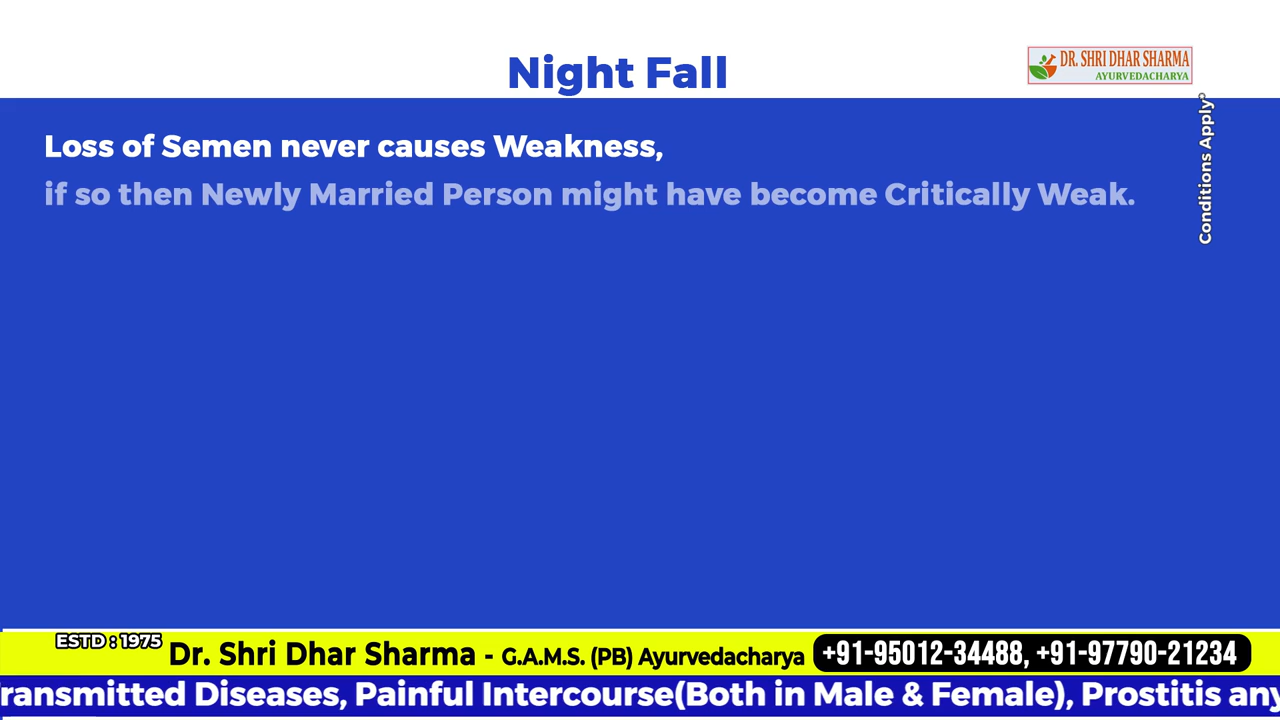 Night Fall
DR. SHRI DHAR SHARMA
AYURVEDACHARYA
Conditions Apply
Loss of Semen never causes Weakness,
if so then Newly Married Person might have become Critically Weak.
ESTD : 1975
Dr. Shri Dhar Sharma - G.A.M.S. (PB) Ayurvedacharya +91-95012-34488, +91-97790-21234
ransmitted Diseases, Painful Intercourse(Both in Male & Female), Prostitis any